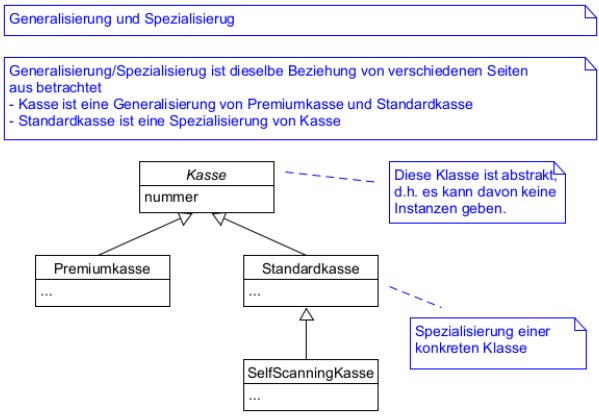 Generalisierung und Spezialisierug
Generalisierung/Spezialisierug ist dieselbe Beziehung von verschiedenen Seiten
aus betrachtet
- Kasse ist eine Generalisierung von Premiumkasse und Standardkasse
- Standardkasse ist eine Spezialisierung von Kasse
Kasse
nummer
Diese Klasse ist abstrakt,
d.h. es kann davon keine
Instanzen geben.
Premiumkasse
...
Standardkasse
...
Spezialisierung einer
konkreten Klasse
SelfScanningKasse
...